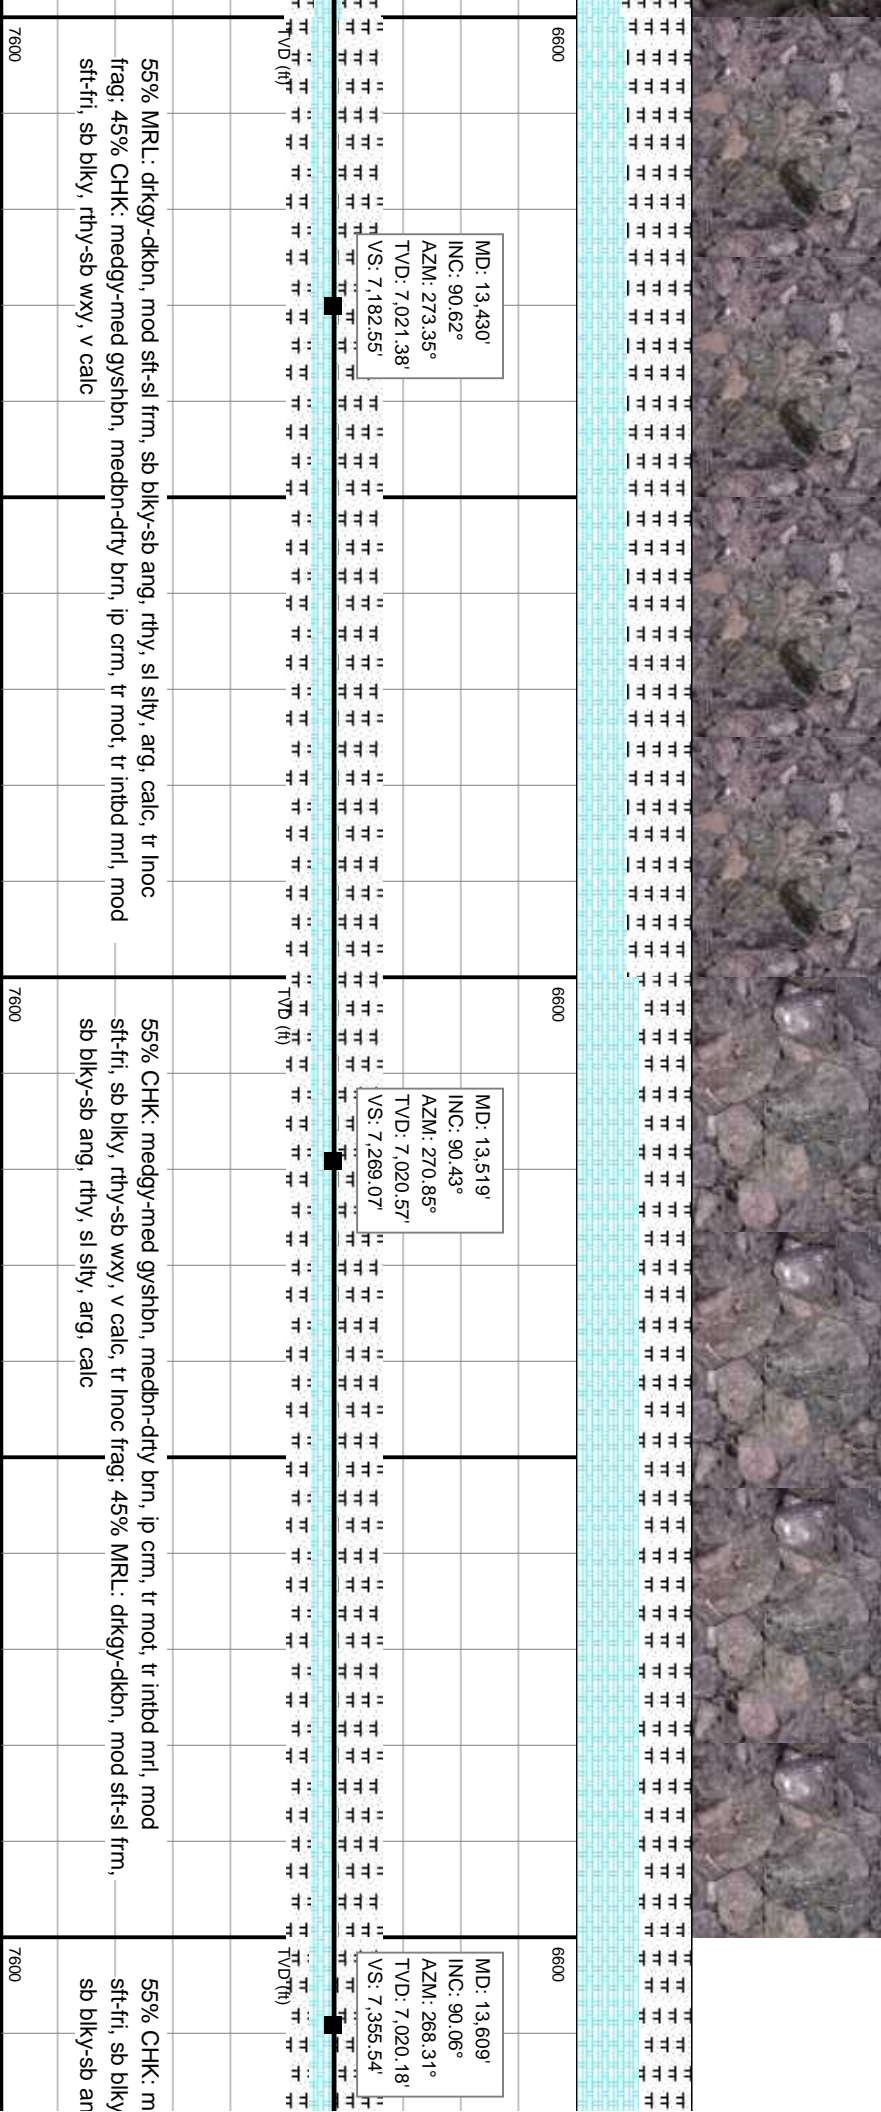 6600
TVD (ft)
7600
MD: 13,430'
INC: 90.62°
AZM: 273.35°
TVD: 7,021.38'
VS: 7,182.55'
55% MRL: drkgy-dkbn, mod sft-sl frm, sb blky-sb ang, rthy, sl slty, arg, calc, tr Inoc
frag; 45% CHK: medgy-med gyshbn, medbn-drty brn, ip crm, tr mot, tr intbd mrl, mod
sft-fri, sb blky, rthy-sb wxy, v calc
6600
TVD (ft)
7600
MD: 13,519'
INC: 90.43°
AZM: 270.85°
TVD: 7,020.57'
VS: 7,269.07'
55% CHK: medgy-med gyshbn, medbn-drty brn, ip crm, tr mot, tr intbd mrl, mod
sft-fri, sb blky, rthy-sb wxy, v calc, tr Inoc frag; 45% MRL: drkgy-dkbn, mod sft-sl frm,
sb blky-sb ang, rthy, sl slty, arg, calc
6600
TVD (ft)
7600
MD: 13,609'
INC: 90.06°
AZM: 268.31°
TVD: 7,020.18'
VS: 7,355.54'
55% CHK: m
sft-fri, sb blky
sb blky-sb an